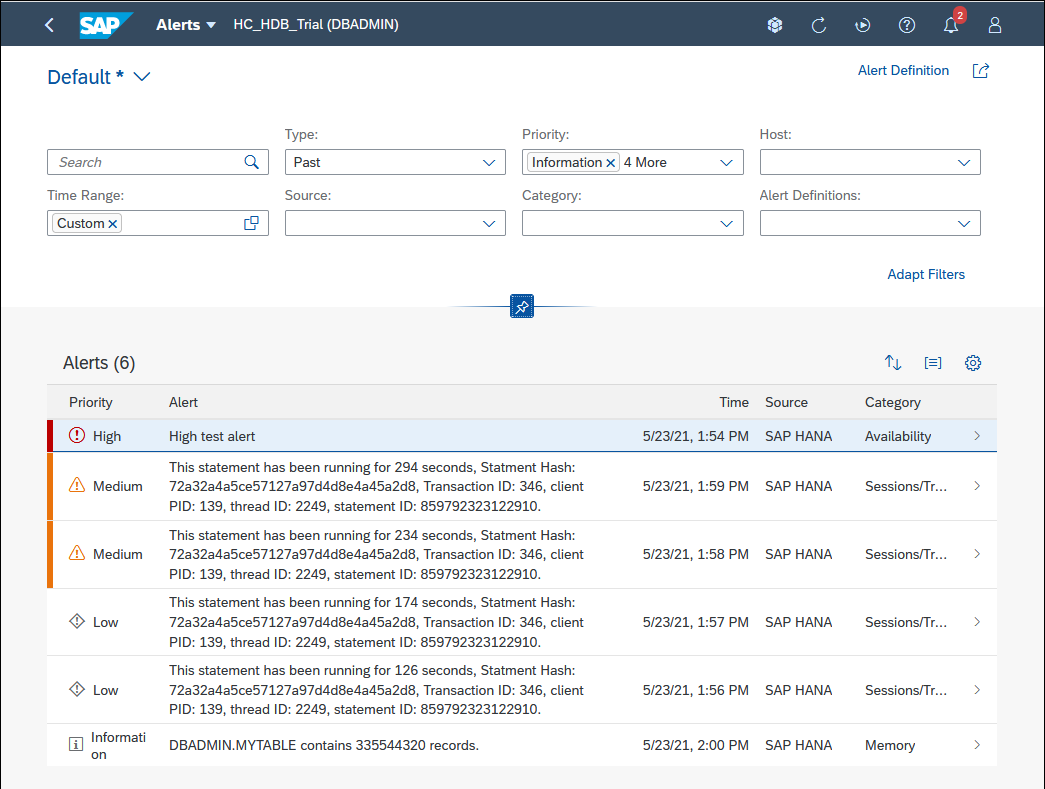 SAP Alerts HC_HDB_Trial (DBADMIN) 2
Default * Alert Definition
Type: Priority: Host:
Search Past Information 4 More
Time Range: Source: Category: Alert Definitions:
Custom
Adapt Filters
Alerts (6)
Priority Alert Time Source Category
High High test alert 5/23/21, 1:54 PM SAP HANA Availability
This statement has been running for 294 seconds, Statment Hash:
Medium 72a32a4a5ce57127a97d4d8e4a45a2d8, Transaction ID: 346, client 5/23/21, 1:59 PM SAP HANA Sessions/Tr...
PID: 139, thread ID: 2249, statement ID: 859792323122910.
This statement has been running for 234 seconds, Statment Hash:
Medium 72a32a4a5ce57127a97d4d8e4a45a2d8, Transaction ID: 346, client 5/23/21, 1:58 PM SAP HANA Sessions/Tr...
PID: 139, thread ID: 2249, statement ID: 859792323122910.
This statement has been running for 174 seconds, Statment Hash:
Low 72a32a4a5ce57127a97d4d8e4a45a2d8, Transaction ID: 346, client 5/23/21, 1:57 PM SAP HANA Sessions/Tr...
PID: 139, thread ID: 2249, statement ID: 859792323122910.
This statement has been running for 126 seconds, Statment Hash:
Low 72a32a4a5ce57127a97d4d8e4a45a2d8, Transaction ID: 346, client 5/23/21, 1:56 PM SAP HANA Sessions/Tr...
PID: 139, thread ID: 2249, statement ID: 859792323122910.
Informati
on DBADMIN.MYTABLE contains 335544320 records. 5/23/21, 2:00 PM SAP HANA Memory